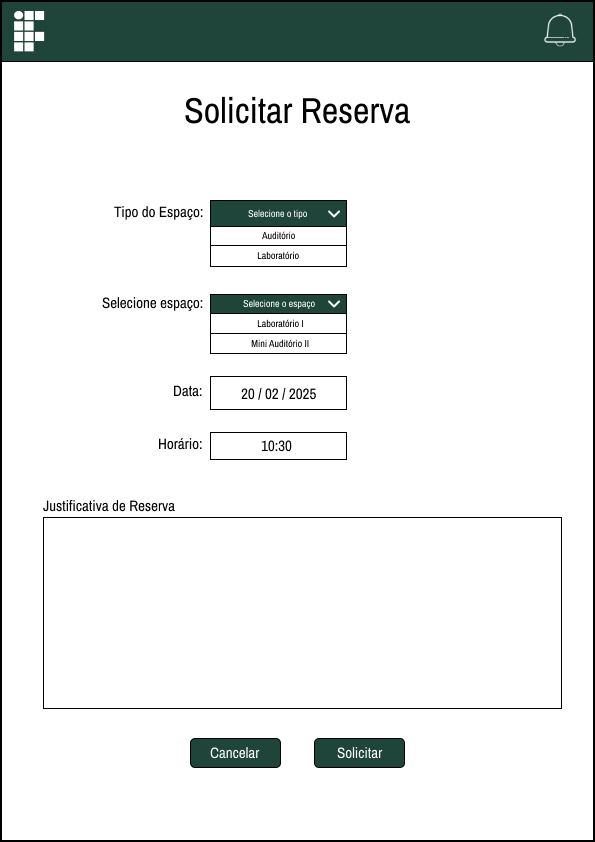 Solicitar Reserva
Tipo do Espaço:
Selecione o tipo
Auditório
Laboratório
Selecione espaço:
Selecione o espaço
Laboratório I
Mini Auditório II
Data:
20 / 02 / 2025
Horário:
10:30
Justificativa de Reserva
Cancelar
Solicitar